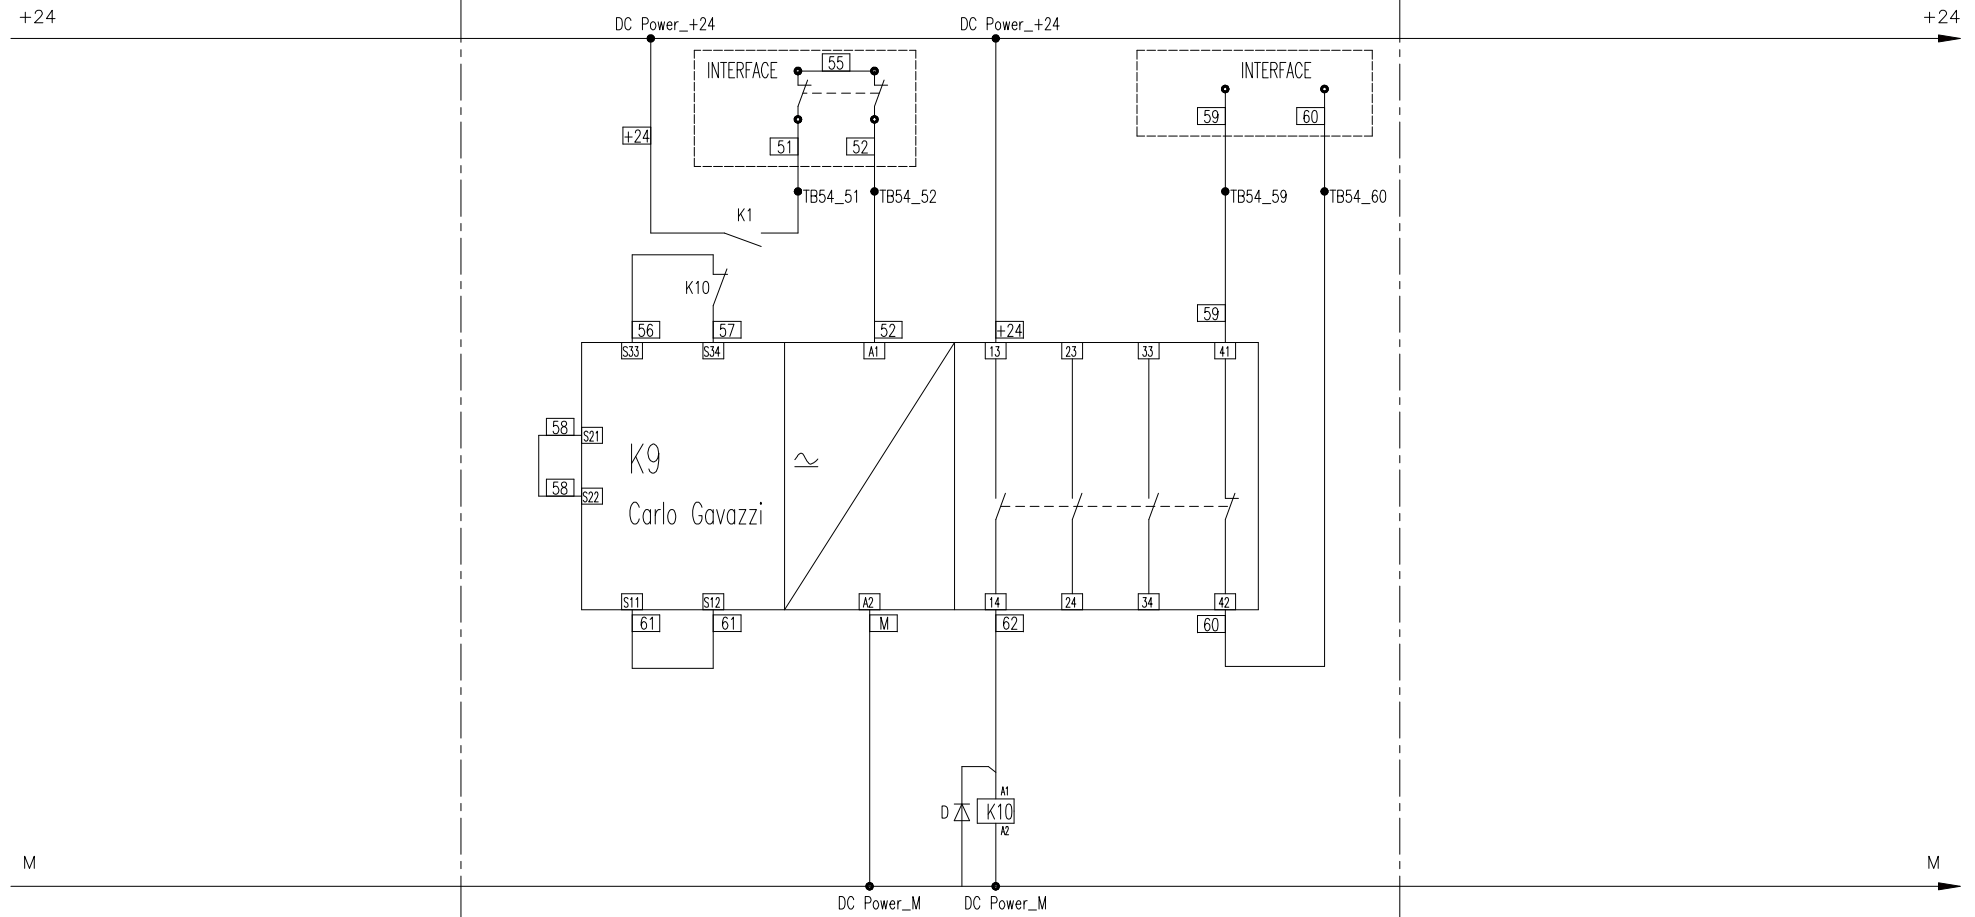 +24
+24
DC Power_+24
DC Power_+24
INTERFACE
55
INTERFACE
59
60
+24
51
52
TB54_51
TB54_52
TB54_59
TB54_60
K1
K10
59
56
57
52
+24
S33
S34
A1
13
23
33
41
58
S21
K9
58
S22
Carlo Gavazzi
S11
S12
A2
14
24
34
42
61
61
M
62
60
A1
D
K10
A2
M
M
DC Power_M
DC Power_M